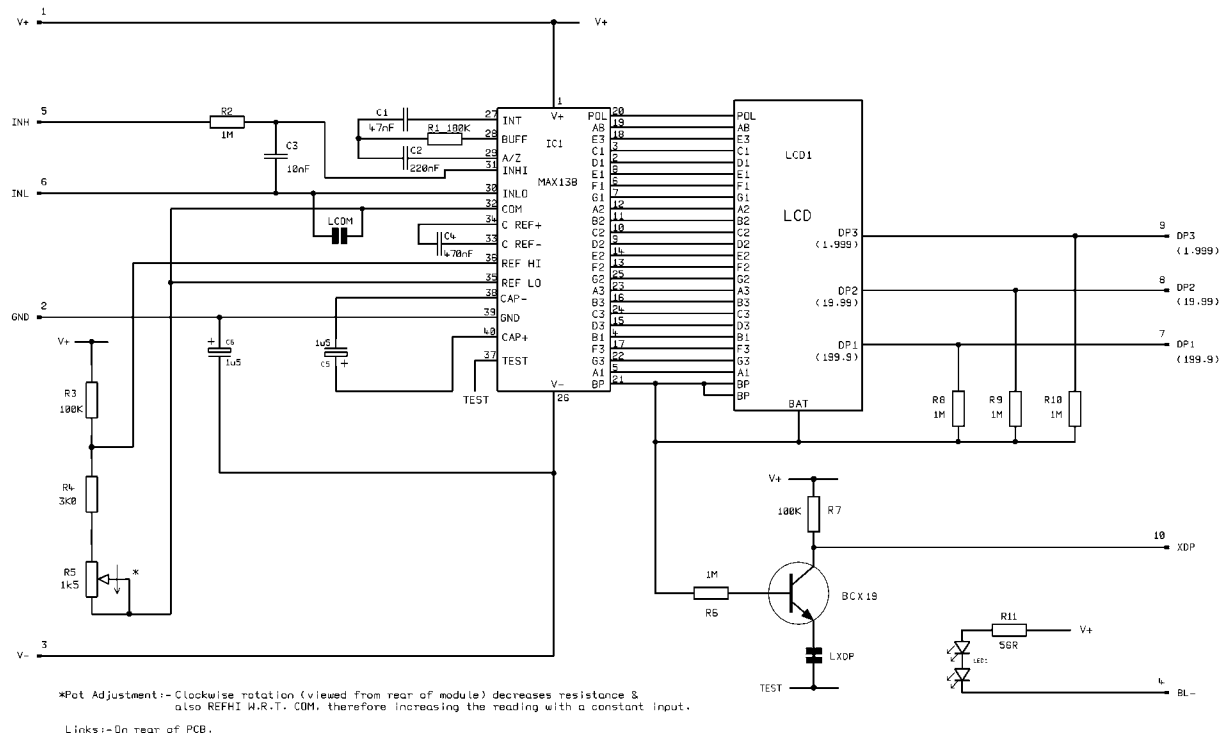 V+ 1 V+
INH 5
R2
1M
C3
10nF
INL 6
LCOM
C1
47nF
R1 100K
C2
220nF
C4
470nF
1u5
C5 +
+ C6
1u5
GND 2
V- 3
IC1
MAX138
1
V+
27 INT
28 BUFF
29 A/Z
31 INHI
30 INLO
32 COM
34 C REF+
33 C REF-
36 REF HI
35 REF LO
38 CAP-
39 GND
40 CAP+
37 TEST
TEST
V-
26
POL 20 POL
AB 19 AB
E3 18 E3
C1 3 C1
D1 2 D1
E1 8 E1
F1 6 F1
G1 7 G1
A2 12 A2
B2 11 B2
C2 10 C2
D2 9 D2
E2 14 E2
F2 13 F2
G2 25 G2
A3 23 A3
B3 16 B3
C3 24 C3
D3 15 D3
B1 4 B1
F3 17 F3
G3 22 G3
A1 5 A1
BP 21 BP
BP
LCD1
LCD
DP3
(1.999)
DP2
(19.99)
DP1
(199.9)
BAT
9 DP3
(1.999)
8 DP2
(19.99)
7 DP1
(199.9)
R8
1M
R9
1M
R10
1M
V+
R3
100K
R4
3K0
R5
1k5
*
V+
100K R7
10 XDP
1M
R6
BCX19
LXDP
TEST
R11
56R
V+
LED1
4 BL-
*Pot Adjustment:- Clockwise rotation (viewed from rear of module) decreases resistance &
also REFHI W.R.T. COM. therefore increasing the reading with a constant input.
Links:- On rear of PCB.